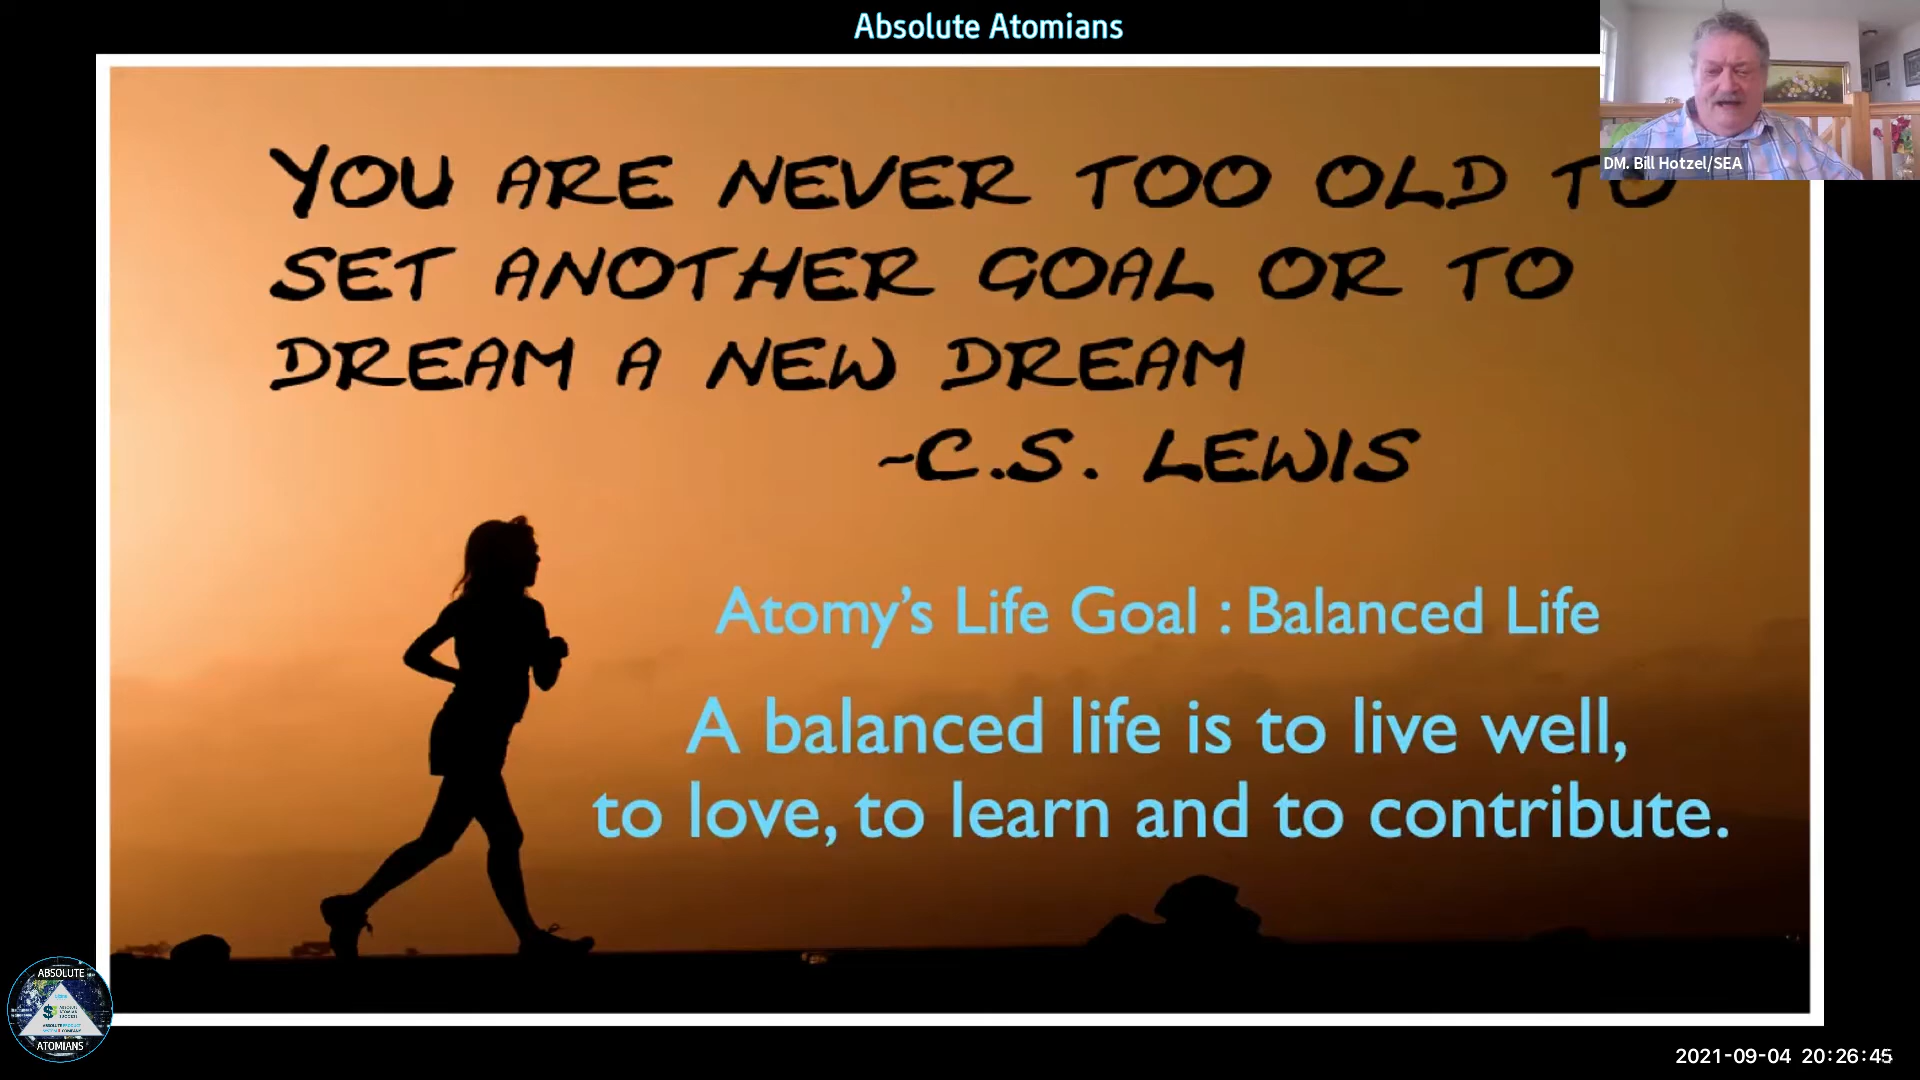 Absolute Atomians
DM. Bill Hotzel/SEA
YOU ARE NEVER TOO OLD TO
SET ANOTHER GOAL OR TO
DREAM A NEW DREAM
~C.S. LEWIS
Atomy's Life Goal : Balanced Life
A balanced life is to live well,
to love, to learn and to contribute.
ABSOLUTE
ATOMIANS
2021-09-04 20:26:45